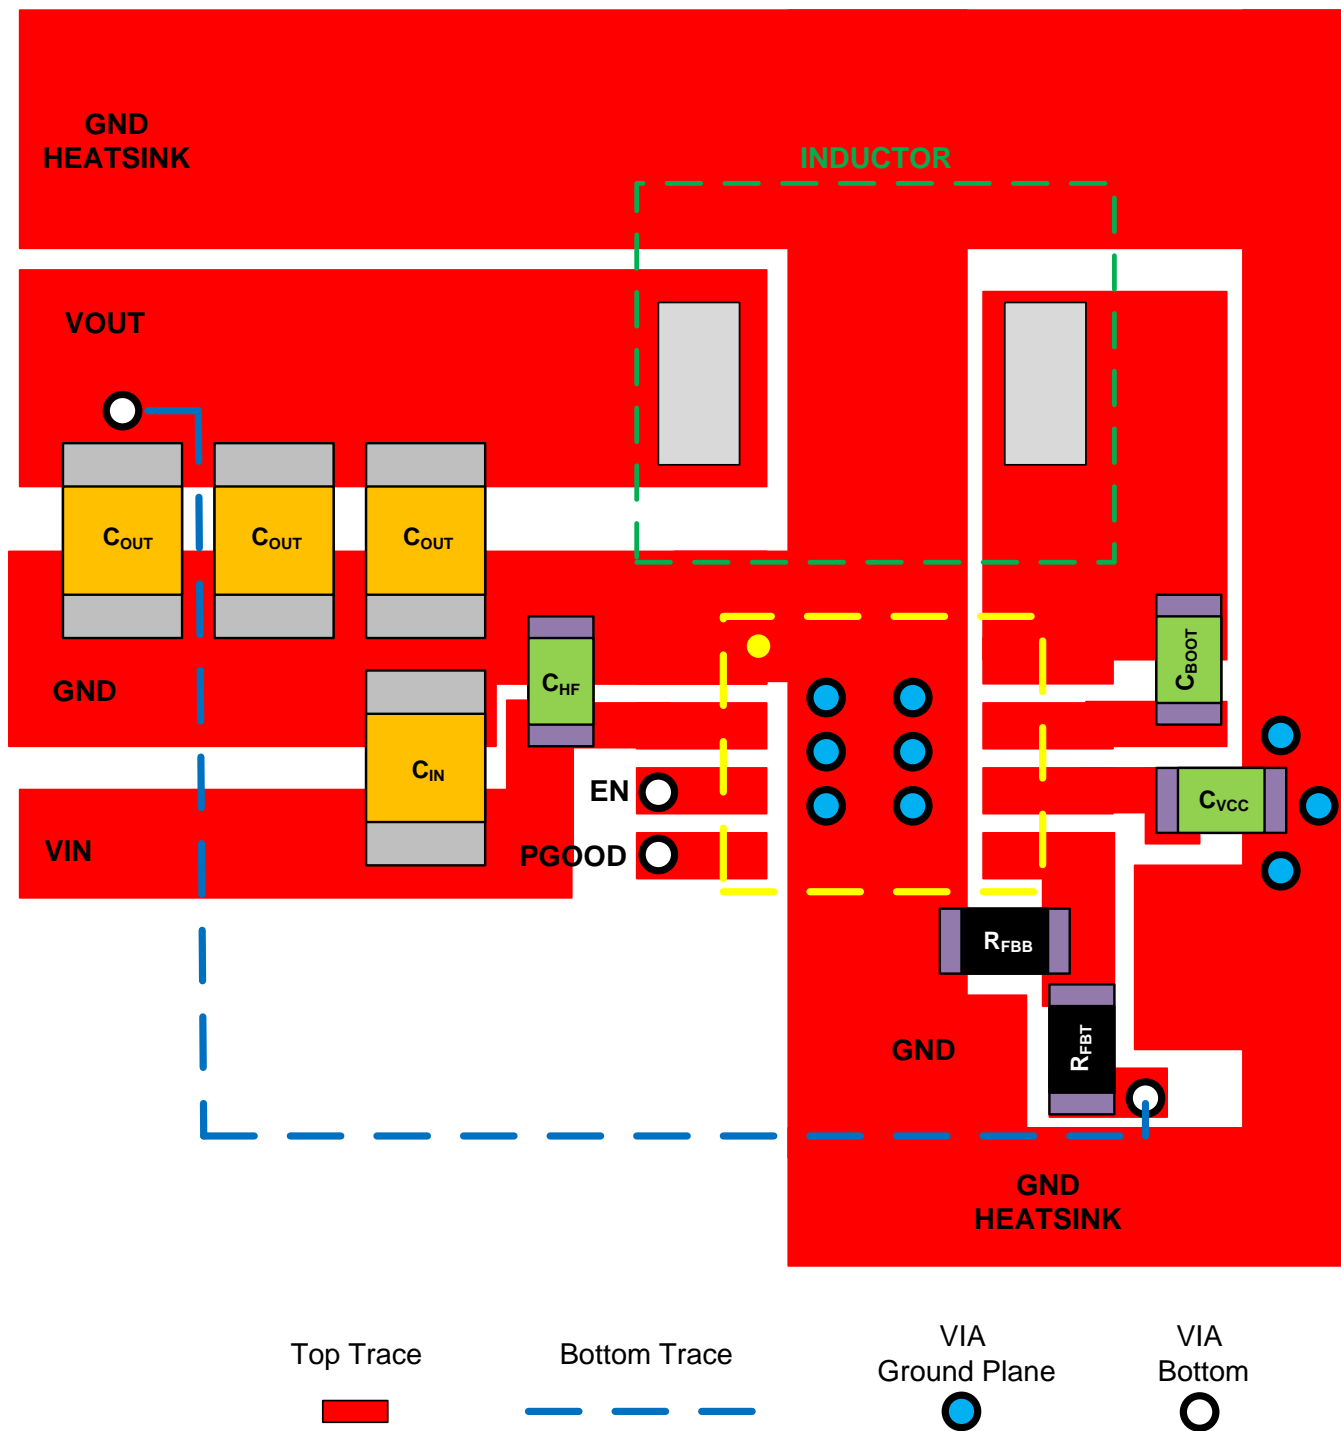 GND
HEATSINK
INDUCTOR
VOUT
COUT
COUT
COUT
GND
CHF
CBOOT
CIN
EN
CVCC
VIN
PGOOD
RFBB
GND
RFBT
GND
HEATSINK
Top Trace
Bottom Trace
VIA
Ground Plane
VIA
Bottom